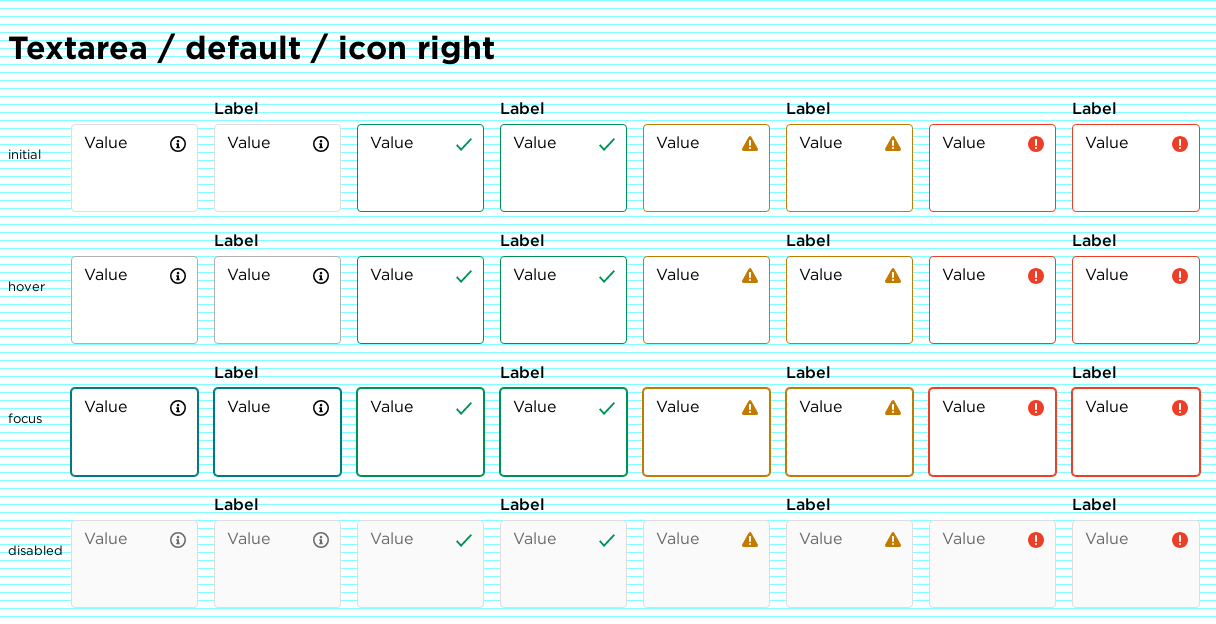 Textarea / default / icon right
Label Label Label Label
initial Value Value Value Value Value Value Value Value
Label Label Label Label
hover Value Value Value Value Value Value Value Value
Label Label Label Label
focus Value Value Value Value Value Value Value Value
Label Label Label Label
disabled Value Value Value Value Value Value Value Value